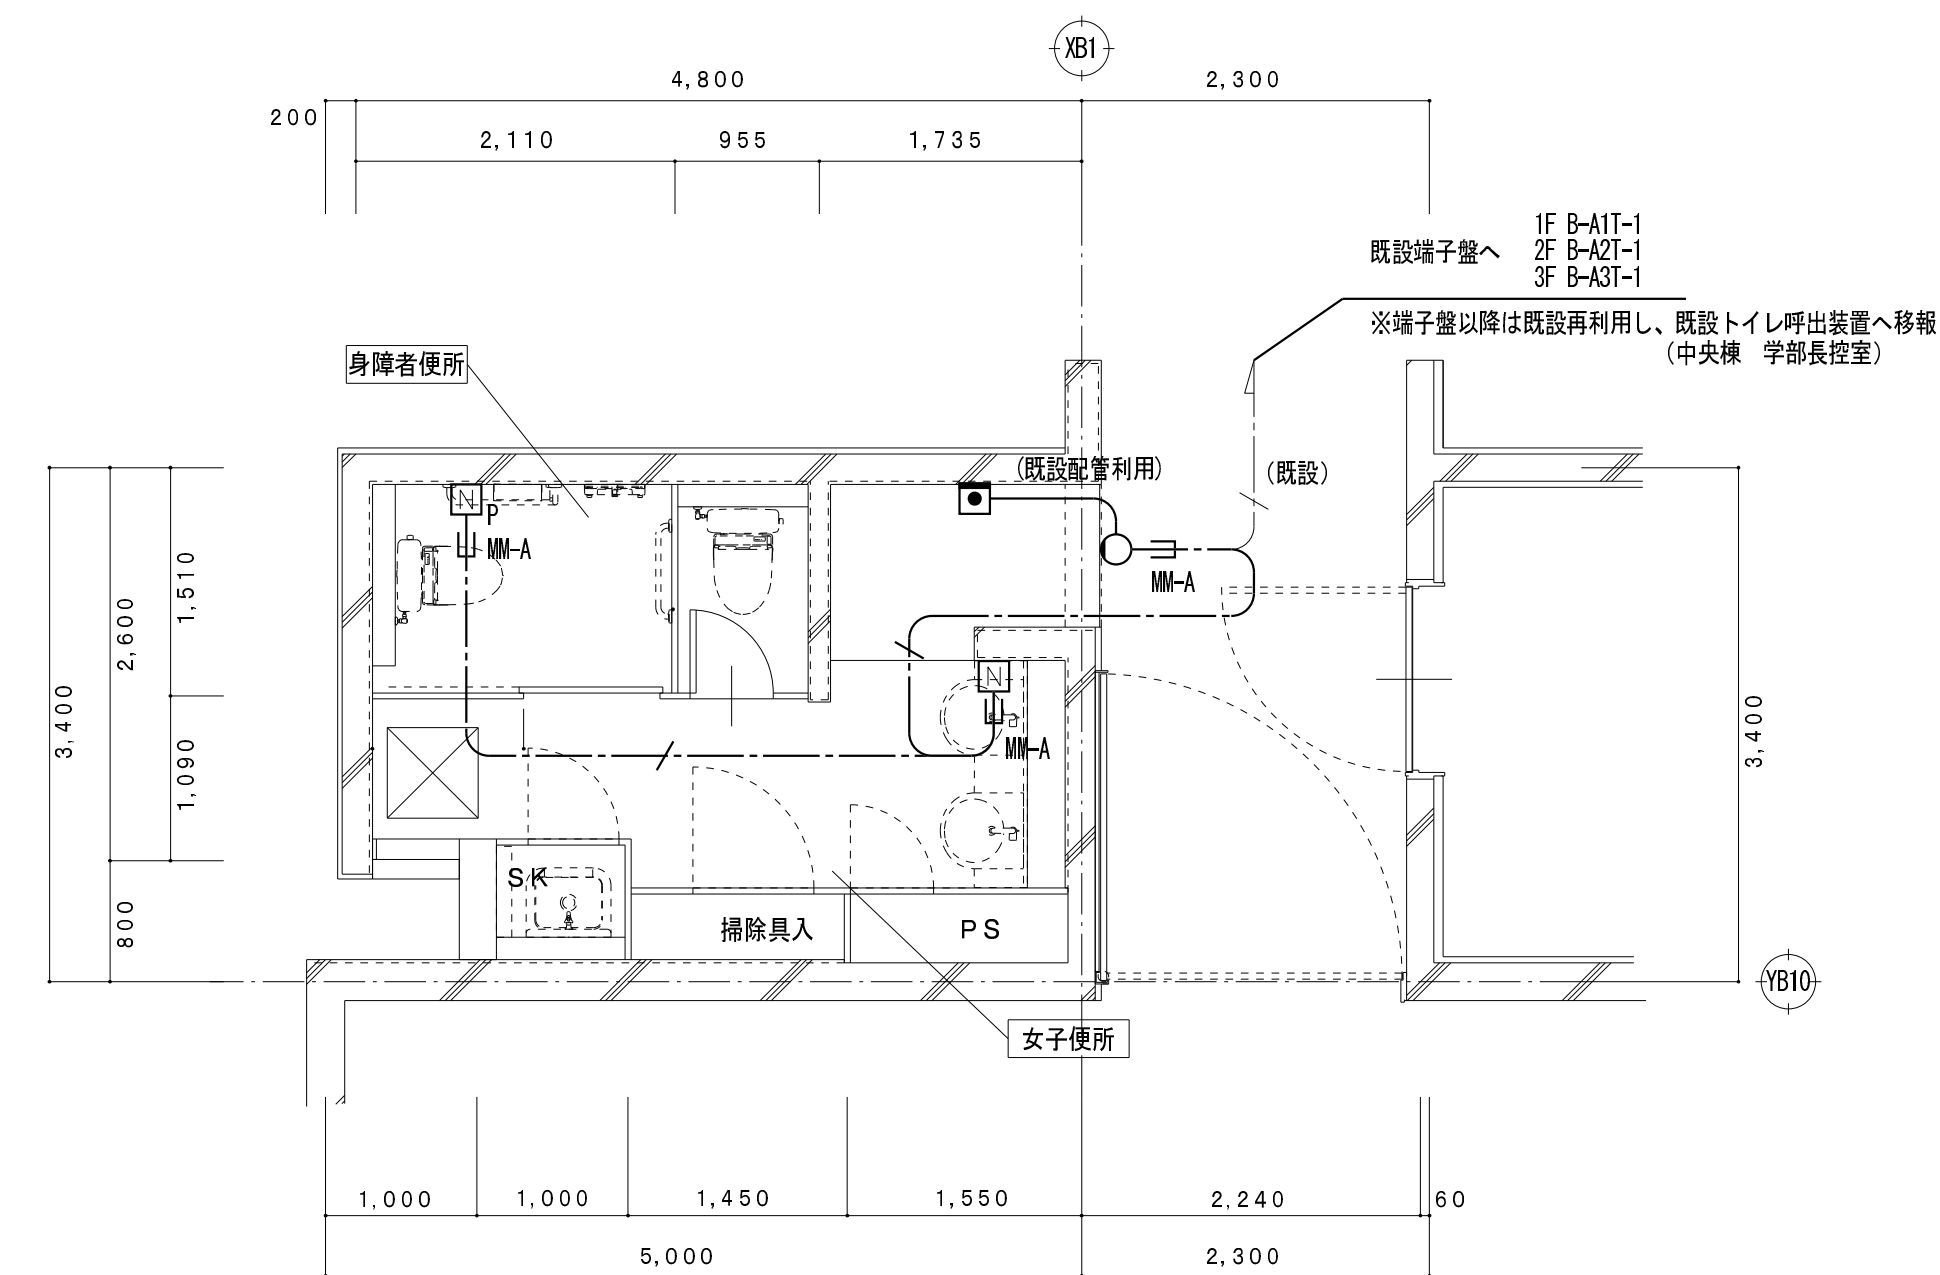 XB1
4,800
2,300
200
2,110
955
1,735
1F B-A1T-1
既設端子盤へ 2F B-A2T-1
3F B-A3T-1
※端子盤以降は既設再利用し、既設トイレ呼出装置へ移報
(中央棟 学部長控室)
身障者便所
(既設配管利用)
(既設)
N
P
MM-A
MM-A
N
MM-A
3,400
2,600
1,510
1,090
800
3,400
SK
掃除具入
PS
YB10
女子便所
1,000
1,000
1,450
1,550
2,240
60
5,000
2,300